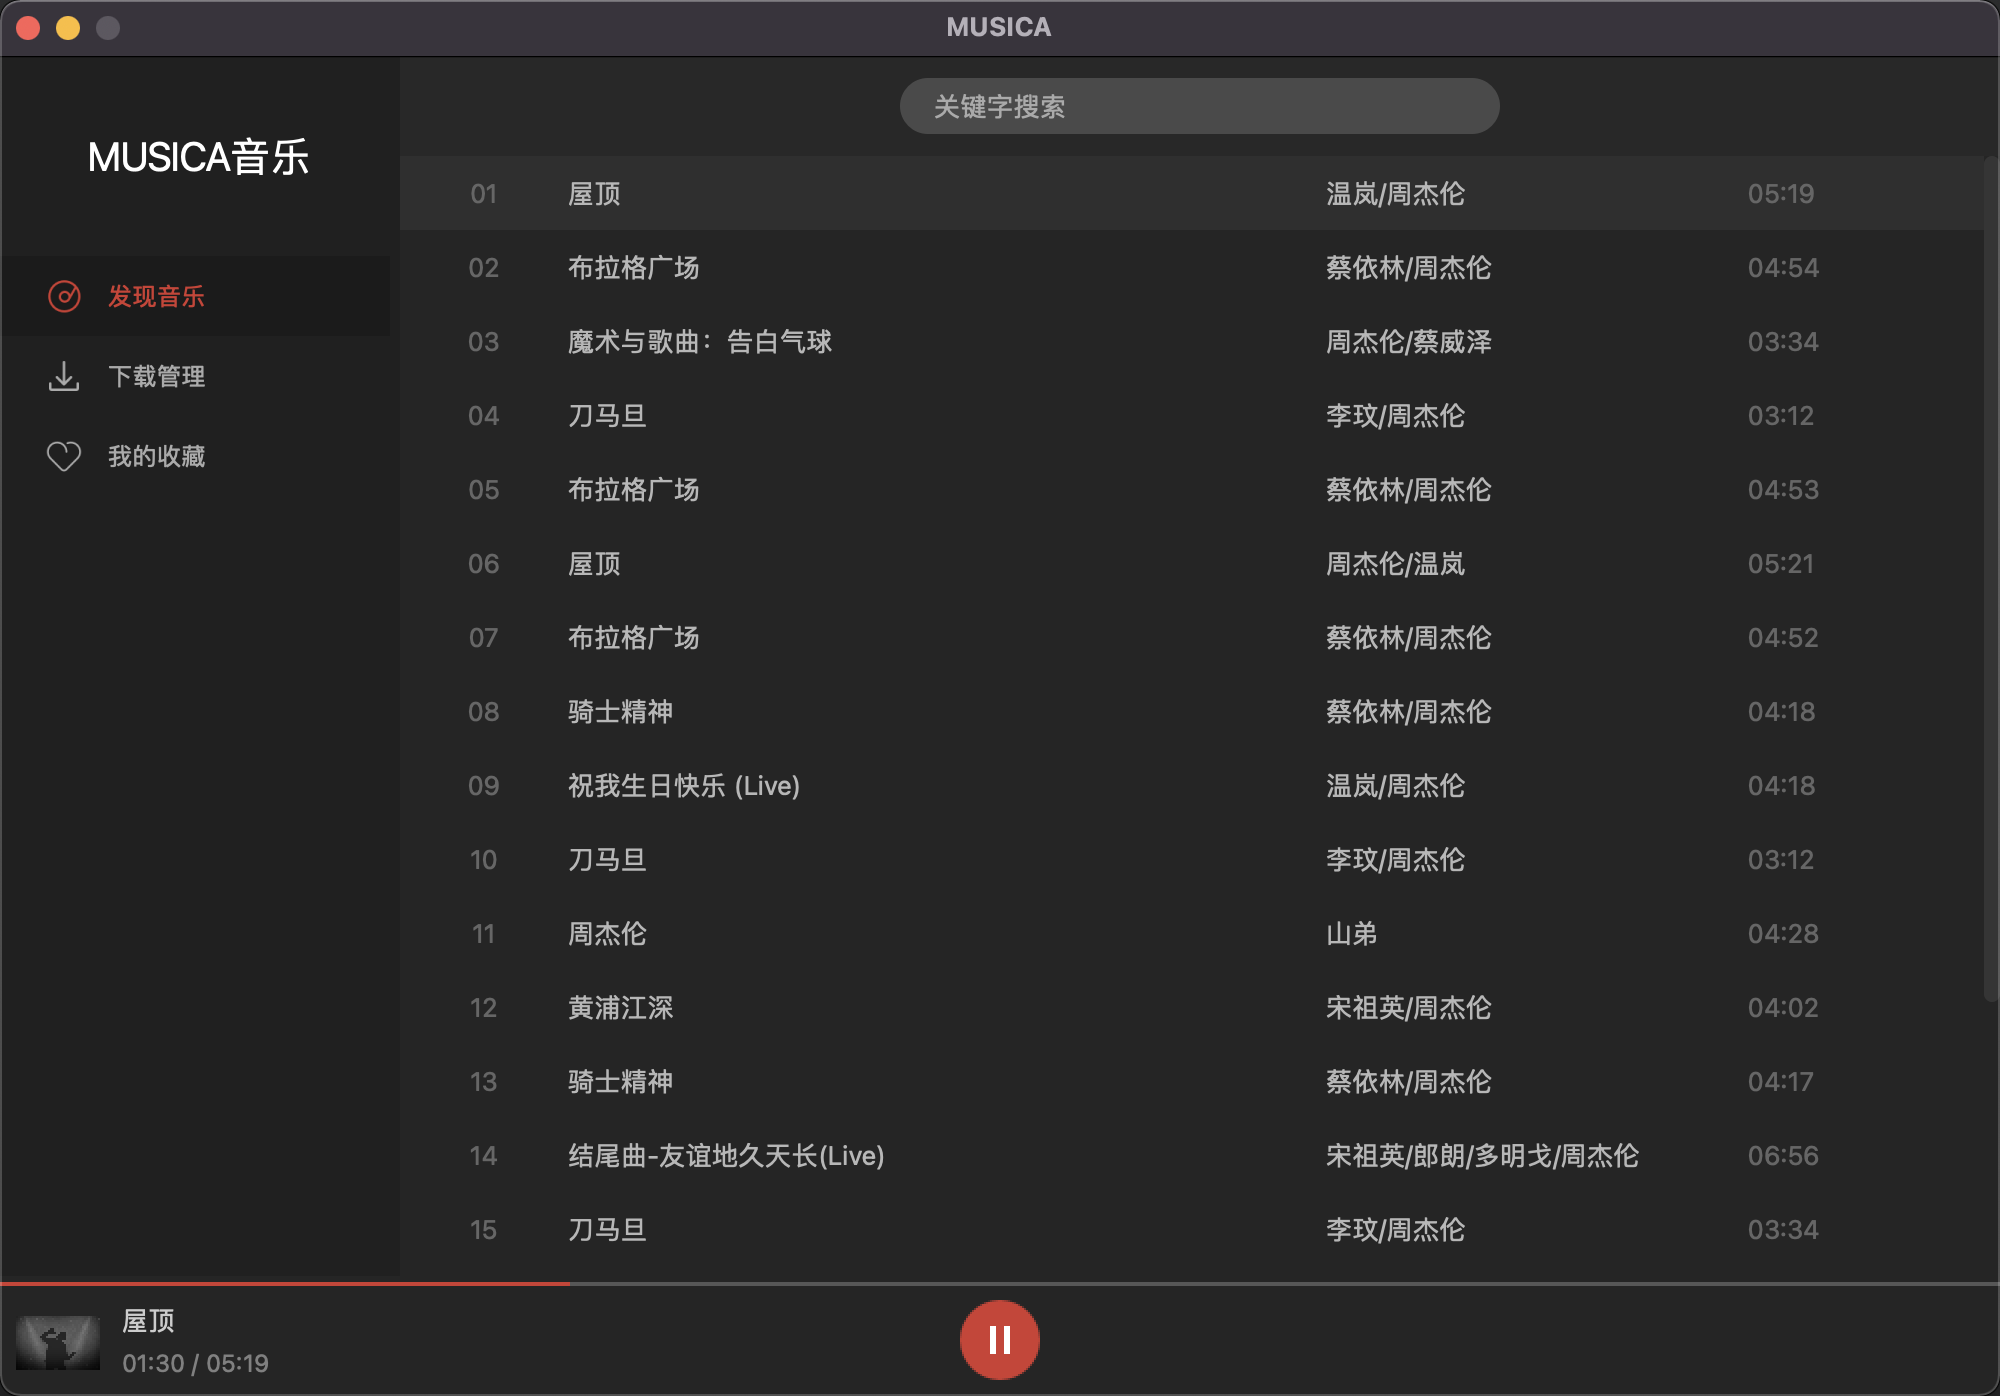 MUSICA
MUSICA音乐
发现音乐
下载管理
我的收藏
关键字搜索
01 屋顶 温岚/周杰伦 05:19
02 布拉格广场 蔡依林/周杰伦 04:54
03 魔术与歌曲：告白气球 周杰伦/蔡威泽 03:34
04 刀马旦 李玟/周杰伦 03:12
05 布拉格广场 蔡依林/周杰伦 04:53
06 屋顶 周杰伦/温岚 05:21
07 布拉格广场 蔡依林/周杰伦 04:52
08 骑士精神 蔡依林/周杰伦 04:18
09 祝我生日快乐 (Live) 温岚/周杰伦 04:18
10 刀马旦 李玟/周杰伦 03:12
11 周杰伦 山弟 04:28
12 黄浦江深 宋祖英/周杰伦 04:02
13 骑士精神 蔡依林/周杰伦 04:17
14 结尾曲-友谊地久天长(Live) 宋祖英/郎朗/多明戈/周杰伦 06:56
15 刀马旦 李玟/周杰伦 03:34
屋顶
01:30 / 05:19